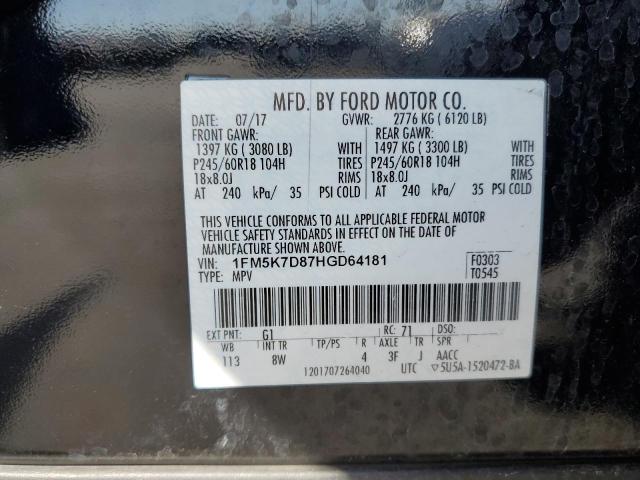 MFD. BY FORD MOTOR CO.
DATE: 07/17 GVWR: 2776 KG ( 6120 LB)
FRONT GAWR: REAR GAWR:
1397 KG ( 3080 LB) WITH 1497 KG ( 3300 LB) WITH
P245/60R18 104H TIRES P245/60R18 104H TIRES
18x8.0J RIMS 18x8.0J RIMS
AT 240 kPa/ 35 PSI COLD AT 240 kPa/ 35 PSI COLD
THIS VEHICLE CONFORMS TO ALL APPLICABLE FEDERAL MOTOR
VEHICLE SAFETY STANDARDS IN EFFECT ON THE DATE OF
MANUFACTURE SHOWN ABOVE.
VIN: 1FM5K7D87HGD64181 F0303
TYPE: MPV T0545
EXT PNT: G1 RC: 71 DSO:
WB INT TR TP/PS R AXLE TR SPR
113 8W 4 3F J AACC
1201707264040 UTC ▽5U5A-1520472-BA